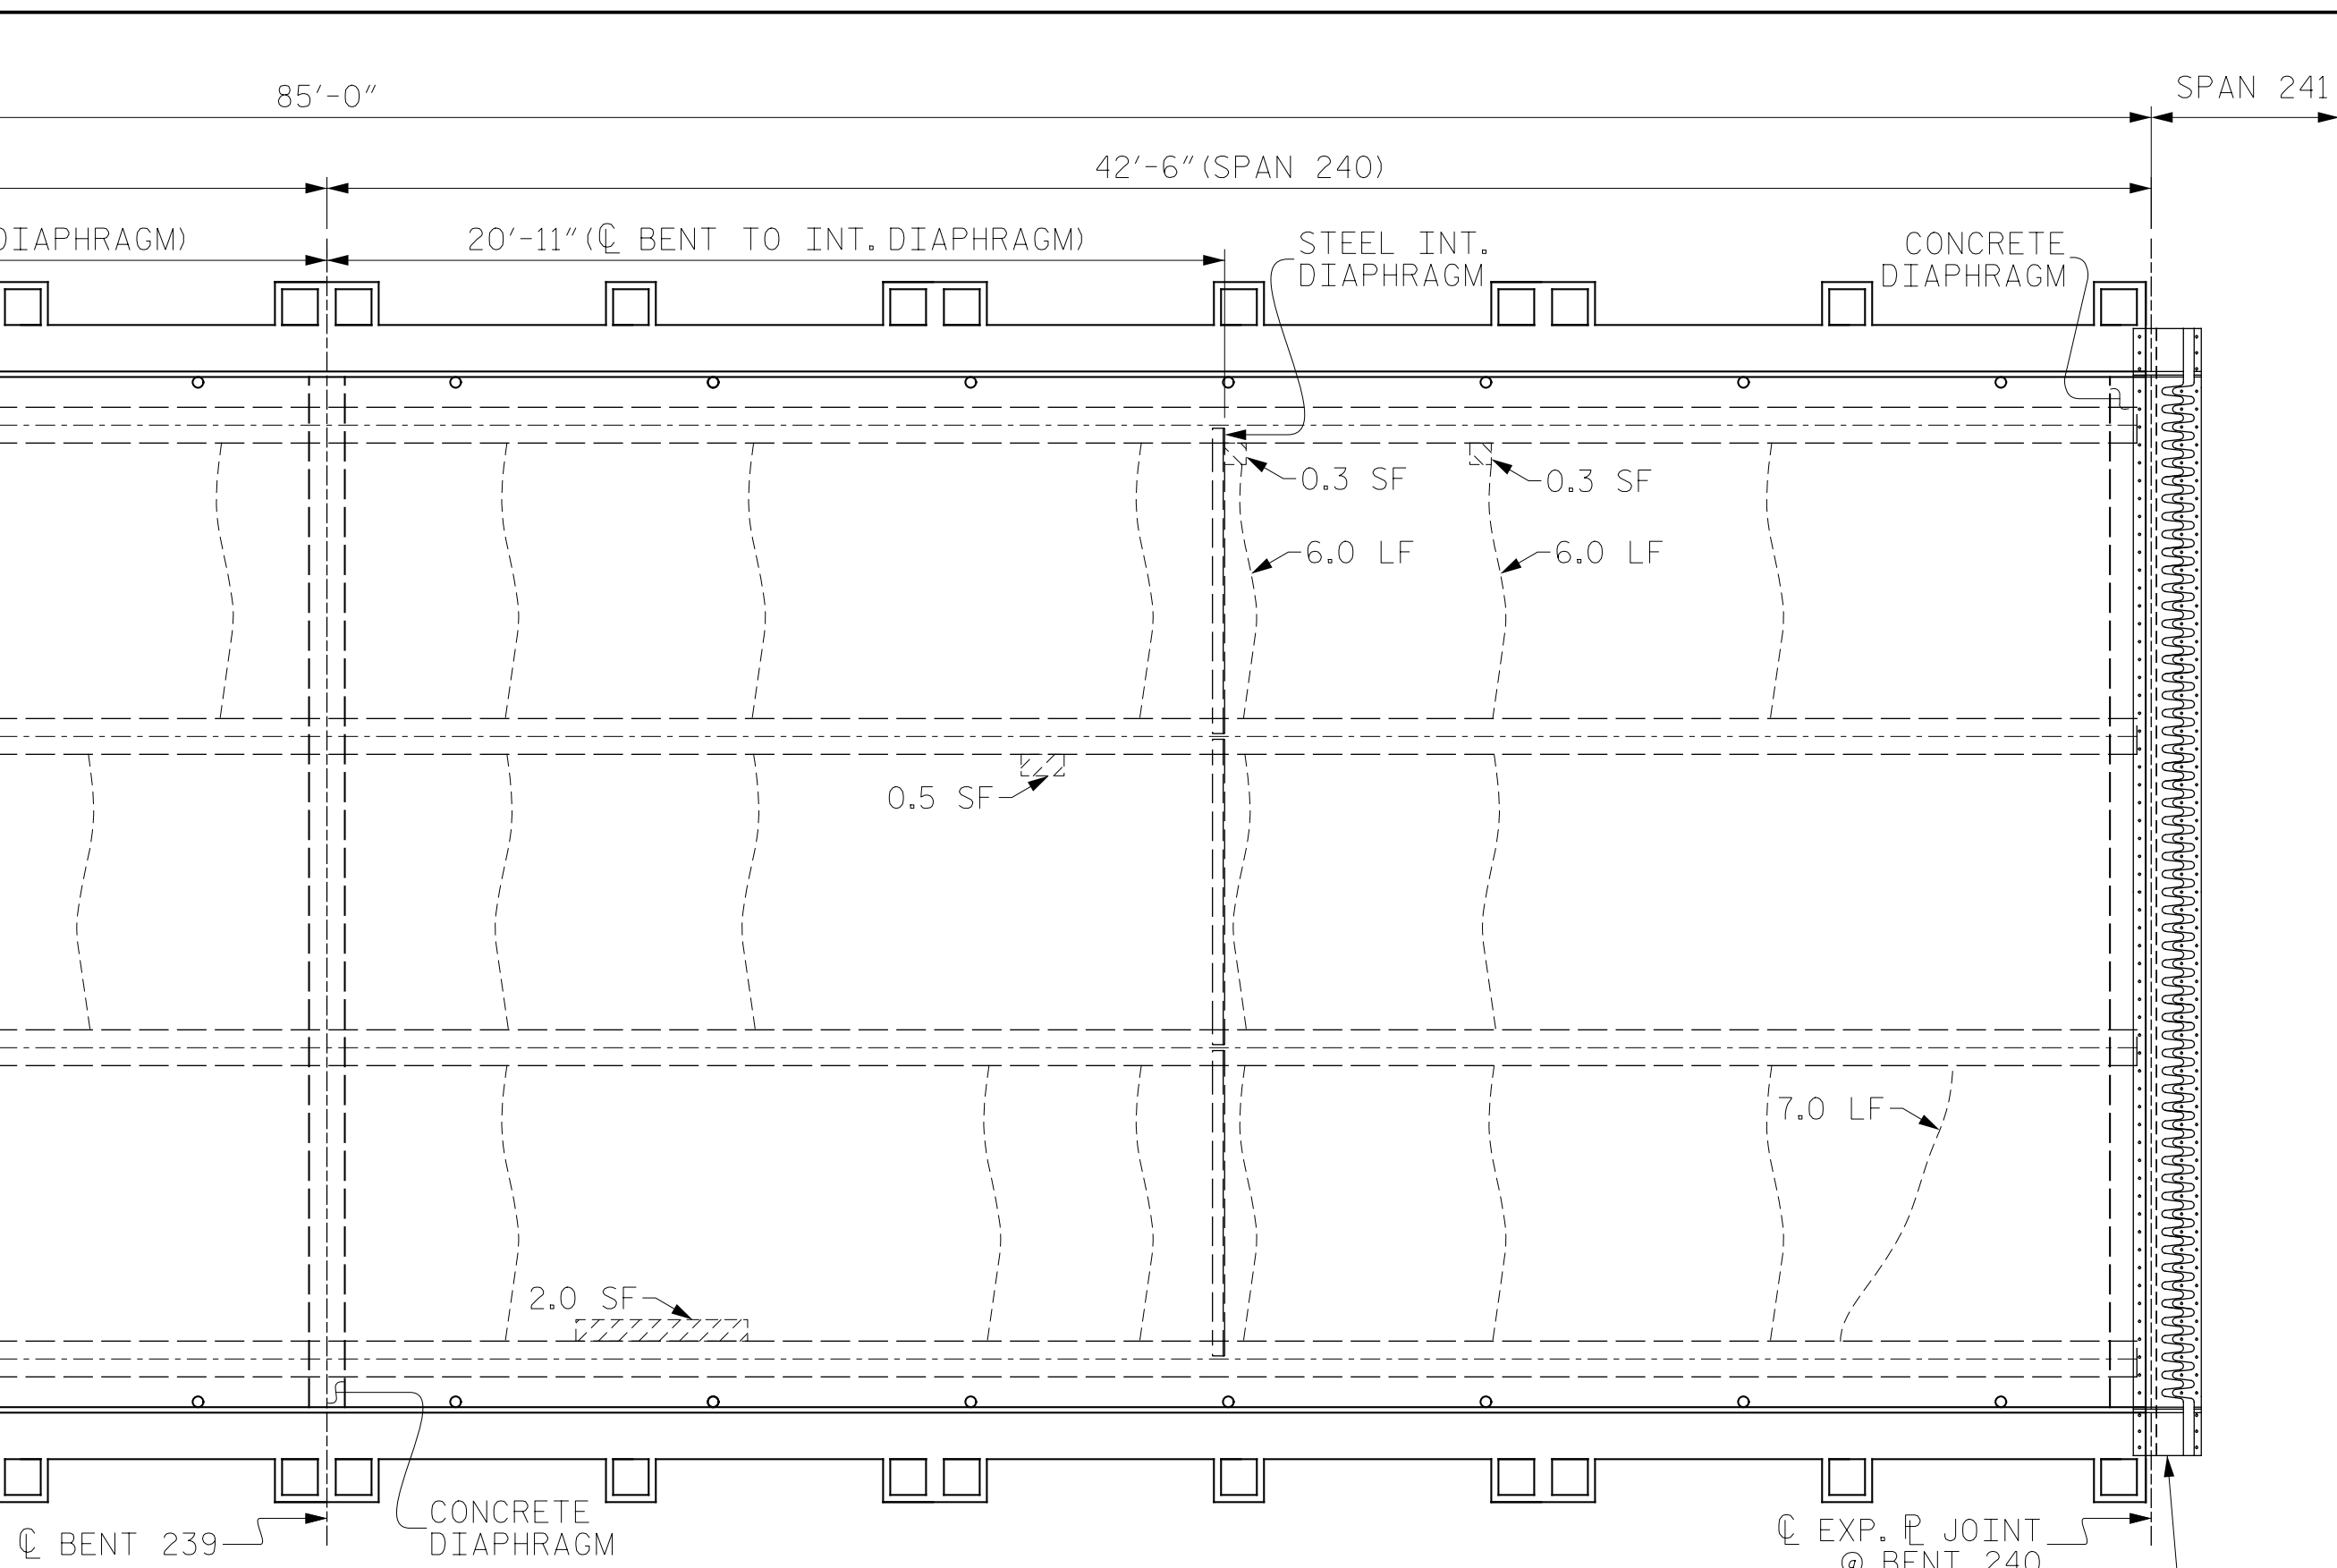 85'-0"
SPAN 241
42'-6"(SPAN 240)
DIAPHRAGM)
20'-11"(℄ BENT TO INT. DIAPHRAGM)
STEEL INT.
DIAPHRAGM
CONCRETE
DIAPHRAGM
0.3 SF
0.3 SF
6.0 LF
6.0 LF
0.5 SF
7.0 LF
2.0 SF
CONCRETE
DIAPHRAGM
℄ BENT 239
℄ EXP. ⅊ JOINT
@ BENT 240